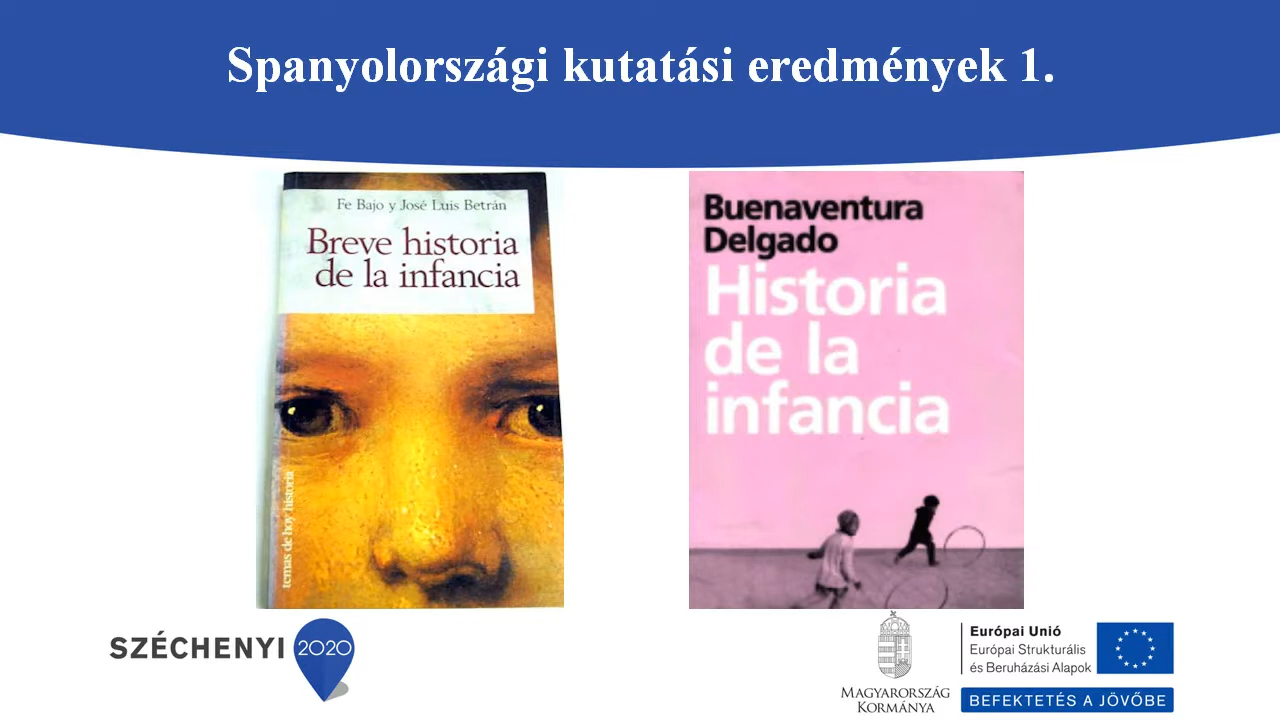 Spanyolországi kutatási eredmények 1.
Fe Bajo y José Luis Betrán
Breve historia
de la infancia
temas de hoy historia
Buenaventura
Delgado
Historia
de la
infancia
SZÉCHENYI 2020
MAGYARORSZÁG
KORMÁNYA
Európai Unió
Európai Strukturális
és Beruházási Alapok
BEFEKTETÉS A JÖVŐBE